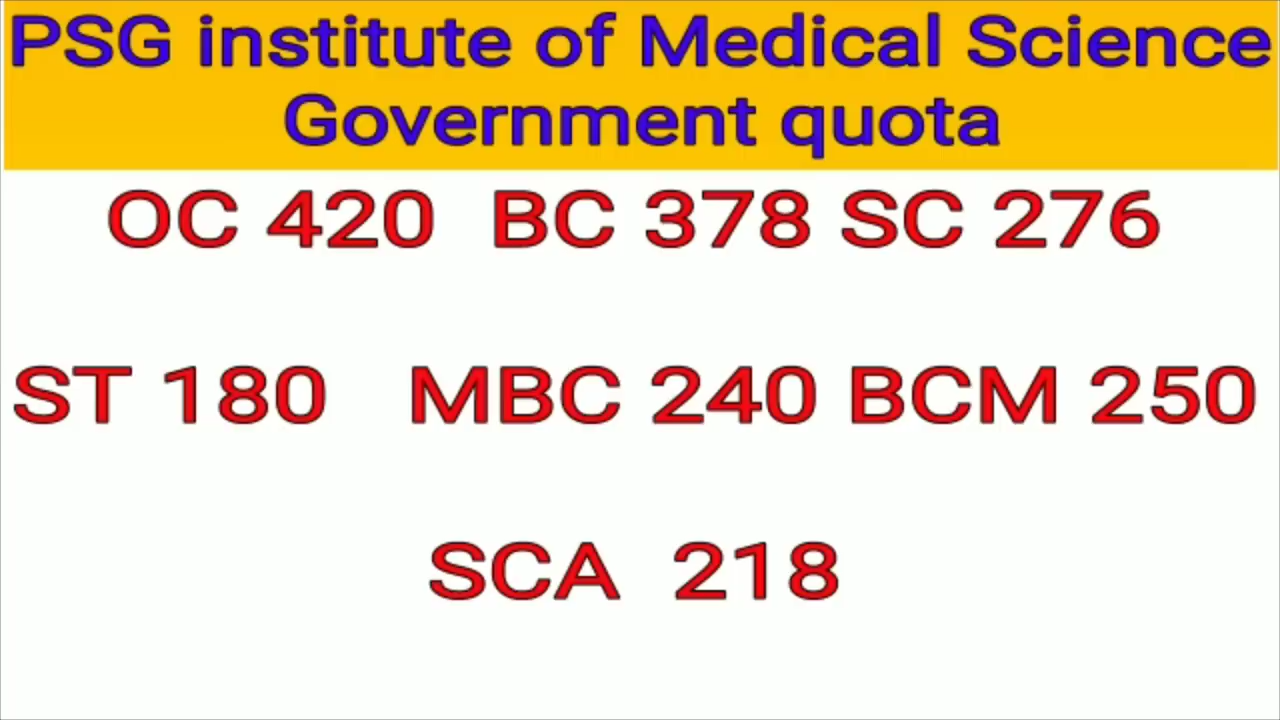 PSG institute of Medical Science
Government quota
OC 420 BC 378 SC 276
ST 180 MBC 240 BCM 250
SCA 218